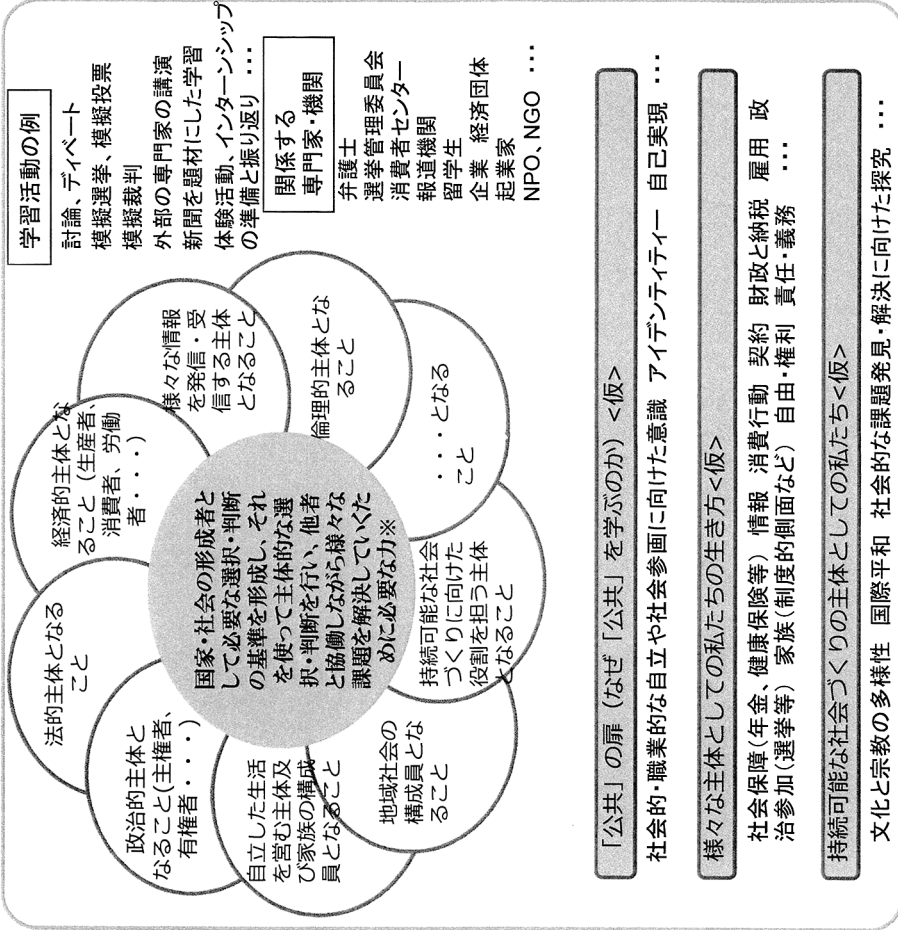 学習活動の例
討論、ディベート
模擬選挙、模擬投票
模擬裁判
外部の専門家の講演
新聞を題材にした学習
体験活動、インターンシップ
の準備と振り返り ・・・
関係する
専門家・機関
弁護士
選挙管理委員会
消費者センター
報道機関
留学生
企業 経済団体
起業家
NPO、NGO ・・・
経済的主体とな
ること（生産者、
消費者、労働
者・・・）
様々な情報
を発信・受
信する主体
となること
倫理的主体とな
ること
・・・となる
こと
持続可能な社会
づくりに向けた
役割を担う主体
となること
地域社会の
構成員とな
ること
自立した生活
を営む主体及
び家族の構成
員となること
政治的主体と
なること(主権者、
有権者・・・)
法的主体となる
こと
国家・社会の形成者と
して必要な選択・判断
の基準を形成し、それ
を使って主体的な選
択・判断を行い、他者
と協働しながら様々な
課題を解決していくた
めに必要な力※
「公共」の扉（なぜ「公共」を学ぶのか）<仮>
社会的・職業的な自立や社会参画に向けた意識 アイデンティティー 自己実現 ・・・
様々な主体としての私たちの生き方<仮>
社会保障(年金、健康保険等) 情報 消費行動 契約 財政と納税 雇用 政
治参加(選挙等) 家族(制度的側面など) 自由・権利 責任・義務 ・・・
持続可能な社会づくりの主体としての私たち<仮>
文化と宗教の多様性 国際平和 社会的な課題発見・解決に向けた探究 ・・・